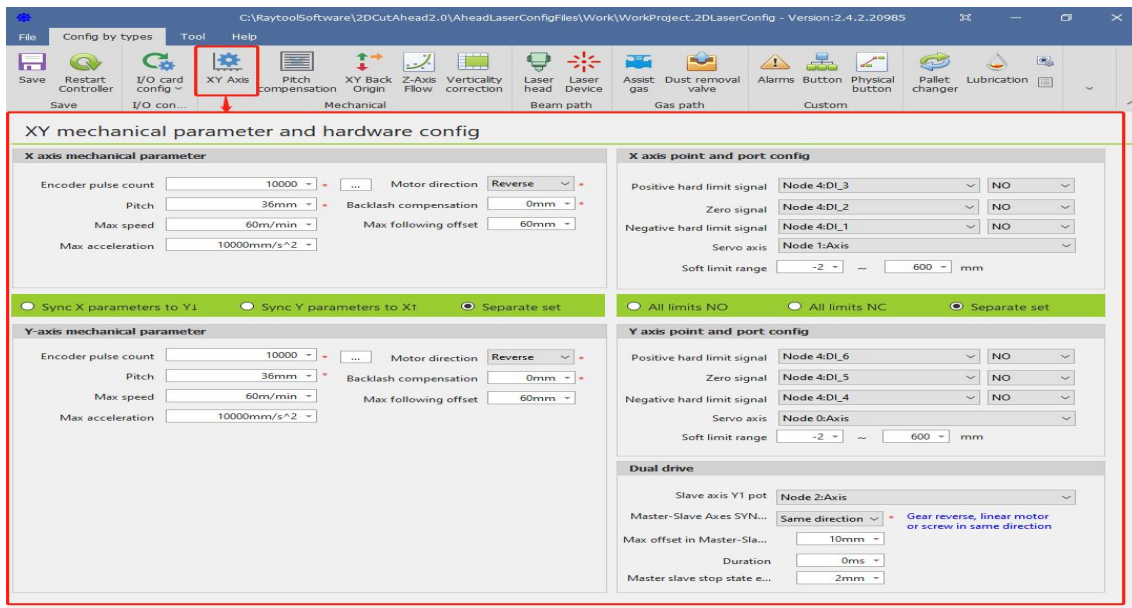 C:\RaytoolSoftware\2DCutAhead2.0\AheadLaserConfigFiles\Work\WorkProject.2DLaserConfig - Version:2.4.2.20985
File Config by types Tool Help
Save Restart Controller I/O card config XY Axis Pitch compensation XY Back Origin Z-Axis Fllow Verticality correction Laser head Laser Device Assist gas Dust removal valve Alarms Button Physical button Pallet changer Lubrication
Save I/O con... Mechanical Beam path Gas path Custom
XY mechanical parameter and hardware config
X axis mechanical parameter
Encoder pulse count 10000 * ... Motor direction Reverse *
Pitch 36mm * Backlash compensation 0mm *
Max speed 60m/min Max following offset 60mm
Max acceleration 10000mm/s^2
X axis point and port config
Positive hard limit signal Node 4:DI_3 NO
Zero signal Node 4:DI_2 NO
Negative hard limit signal Node 4:DI_1 NO
Servo axis Node 1:Axis
Soft limit range -2 ~ 600 mm
Sync X parameters to Y↓ Sync Y parameters to X↑ Separate set
All limits NO All limits NC Separate set
Y-axis mechanical parameter
Encoder pulse count 10000 * ... Motor direction Reverse *
Pitch 36mm * Backlash compensation 0mm *
Max speed 60m/min Max following offset 60mm
Max acceleration 10000mm/s^2
Y axis point and port config
Positive hard limit signal Node 4:DI_6 NO
Zero signal Node 4:DI_5 NO
Negative hard limit signal Node 4:DI_4 NO
Servo axis Node 0:Axis
Soft limit range -2 ~ 600 mm
Dual drive
Slave axis Y1 pot Node 2:Axis
Master-Slave Axes SYN... Same direction * Gear reverse, linear motor
or screw in same direction
Max offset in Master-Sla... 10mm
Duration 0ms
Master slave stop state e... 2mm